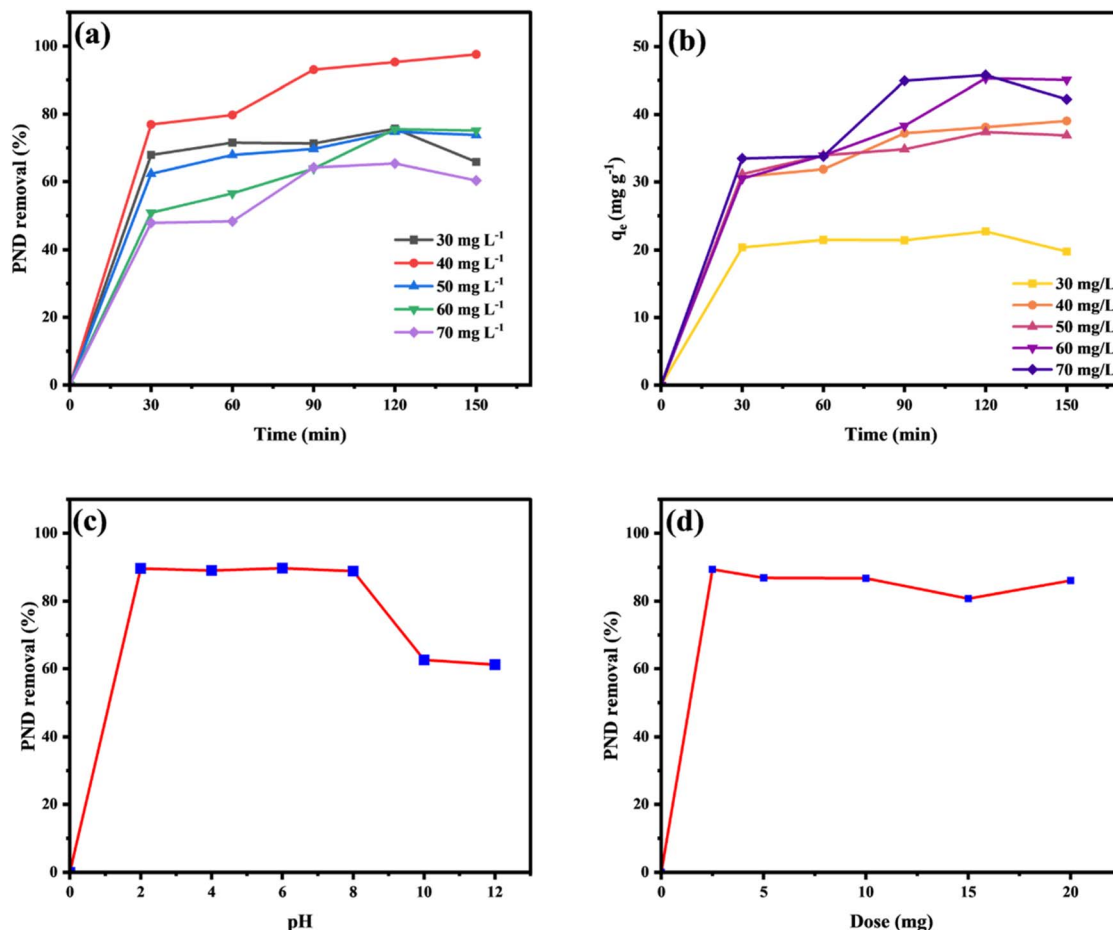 (a)
PND removal (%)
100
80
60
40
20
0
0 30 60 90 120 150
Time (min)
30 mg L⁻¹
40 mg L⁻¹
50 mg L⁻¹
60 mg L⁻¹
70 mg L⁻¹
(b)
qₑ (mg g⁻¹)
50
40
30
20
10
0
0 30 60 90 120 150
Time (min)
30 mg/L
40 mg/L
50 mg/L
60 mg/L
70 mg/L
(c)
PND removal (%)
100
80
60
40
20
0
0 2 4 6 8 10 12
pH
(d)
PND removal (%)
100
80
60
40
20
0
0 5 10 15 20
Dose (mg)